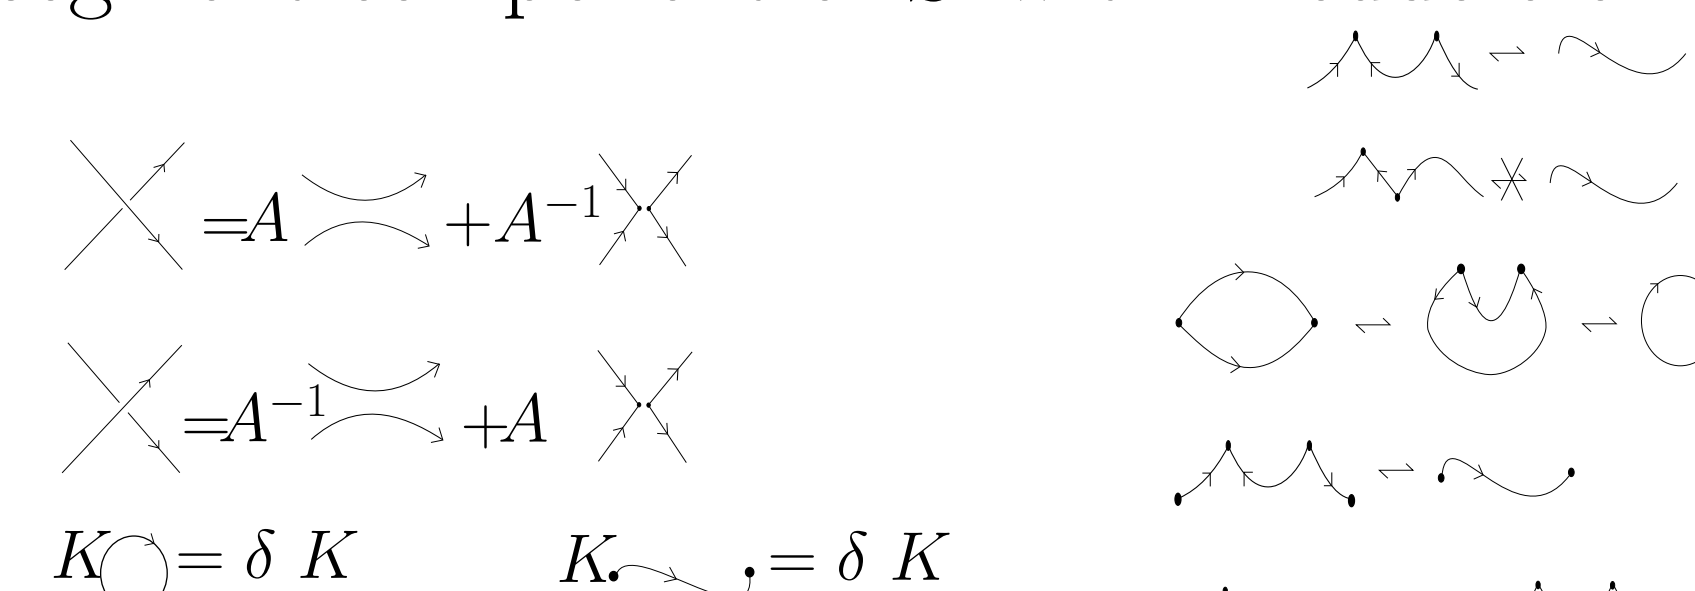 =A + A⁻¹
=A⁻¹ +A
K = δ K
K = δ K